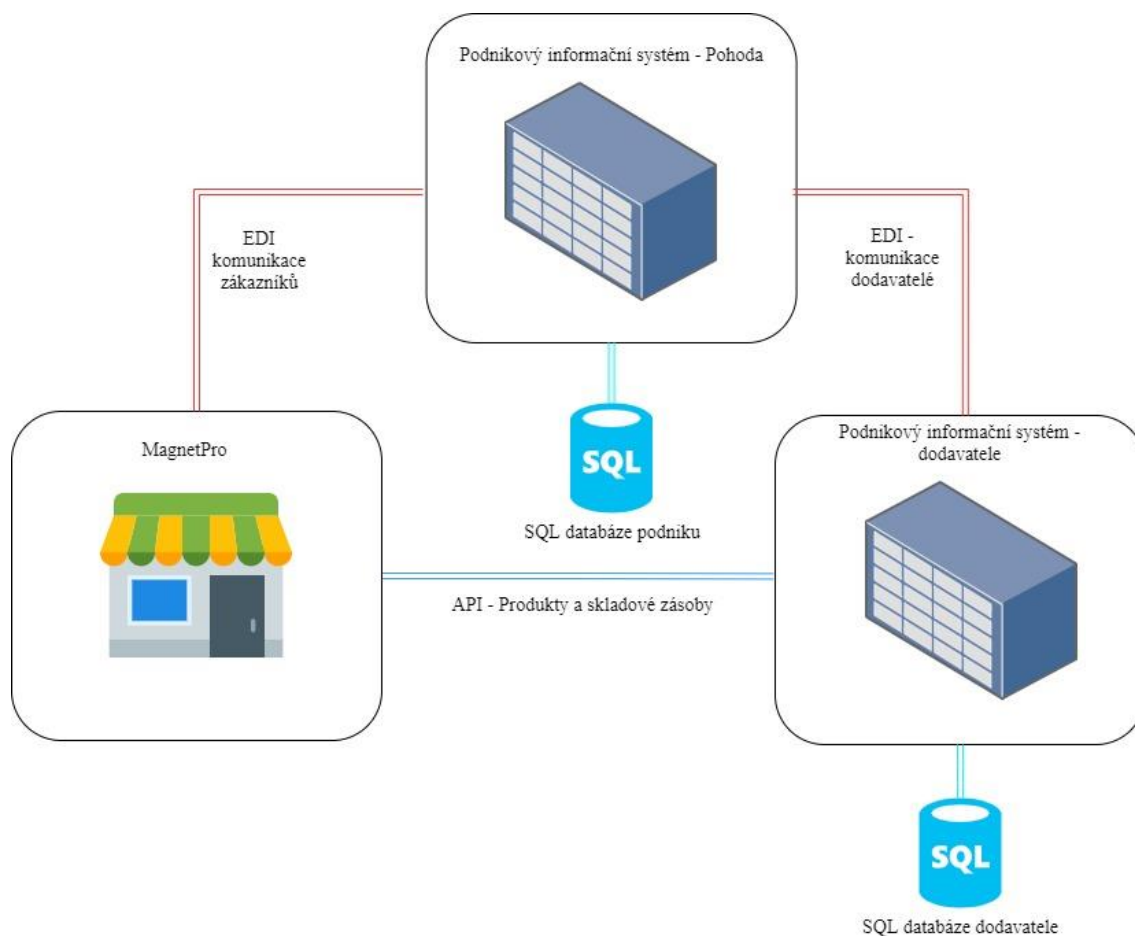 Podnikový informační systém - Pohoda
EDI
komunikace
zákazníků
EDI -
komunikace
dodavatelé
MagnetPro
SQL
SQL databáze podniku
Podnikový informační systém -
dodavatele
API - Produkty a skladové zásoby
SQL
SQL databáze dodavatele